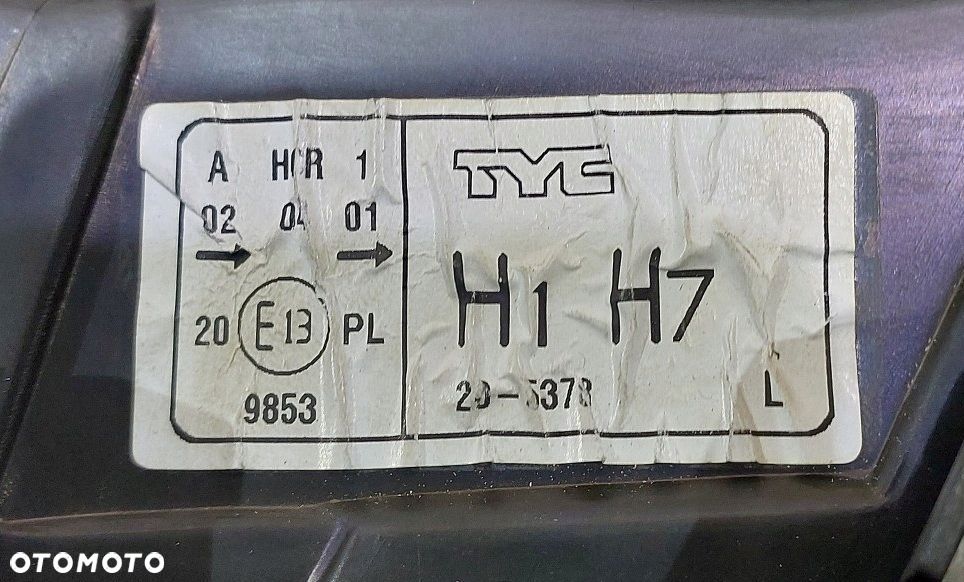 A HCR 1
02 04 01
→ →
20 E13 PL
9853
TYC
H1 H7
L
OTOMOTO